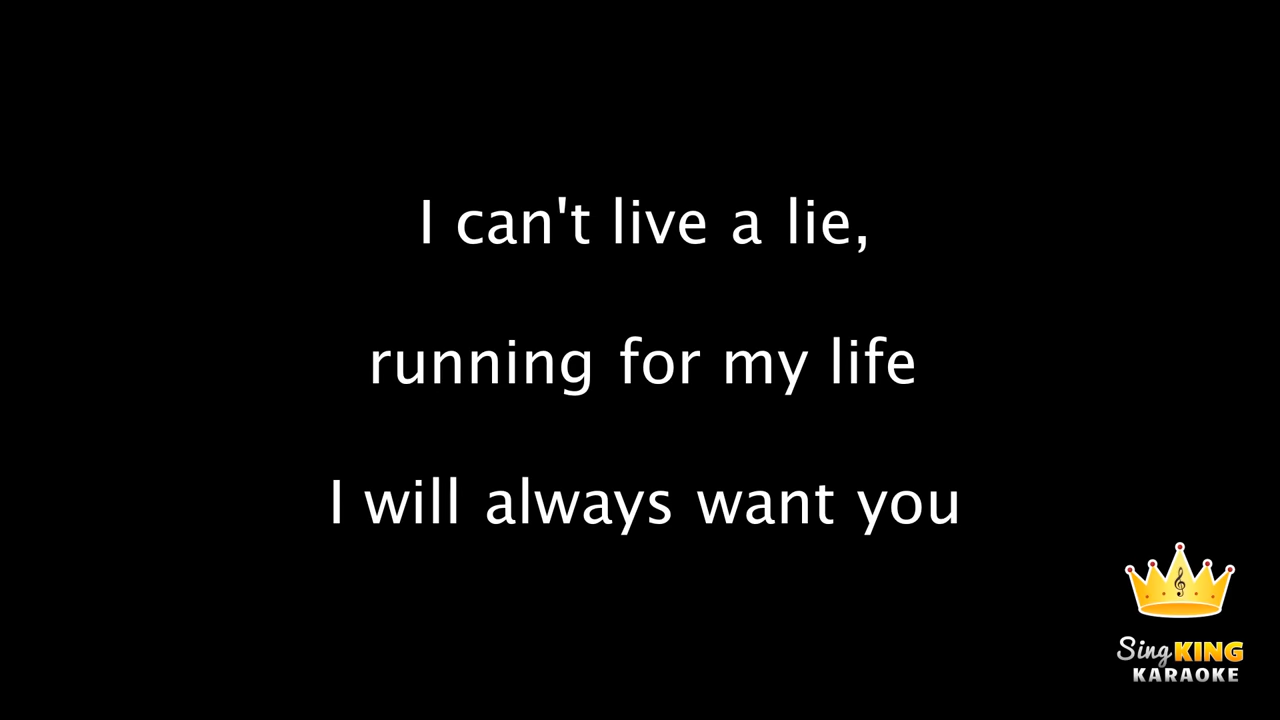 I can't live a lie,
running for my life
I will always want you
Sing KING
KARAOKE